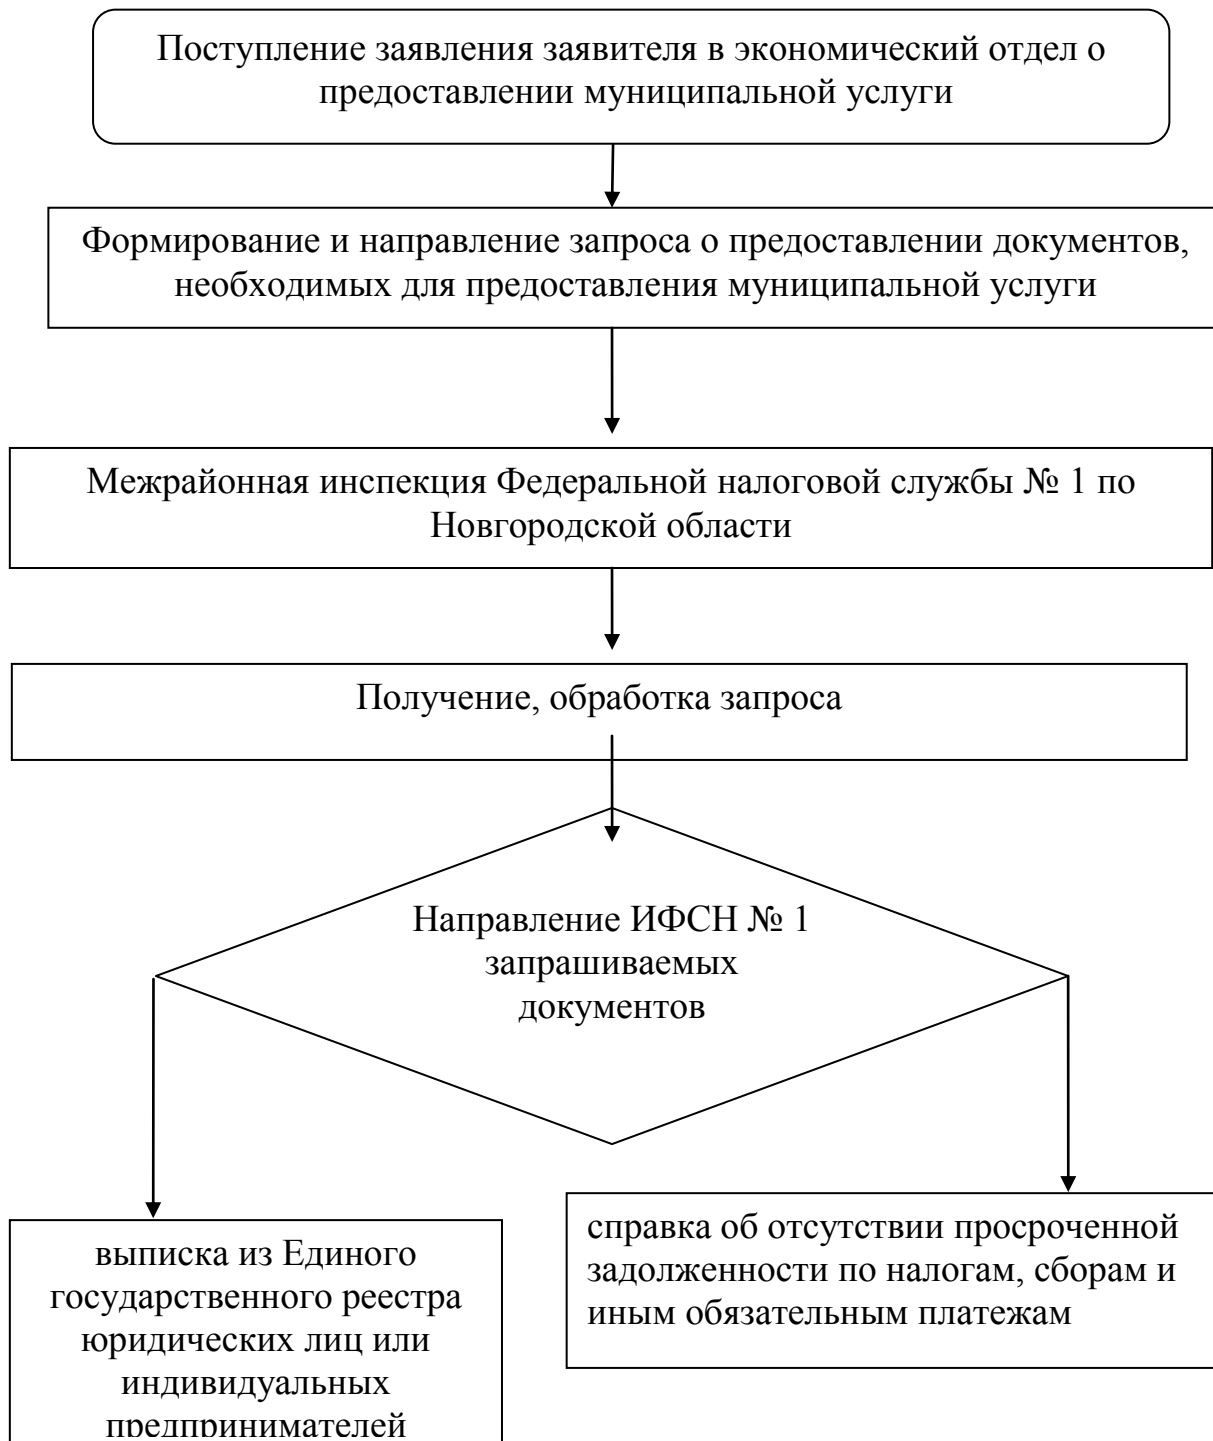 Поступление заявления заявителя в экономический отдел о
предоставлении муниципальной услуги
Формирование и направление запроса о предоставлении документов,
необходимых для предоставления муниципальной услуги
Межрайонная инспекция Федеральной налоговой службы № 1 по
Новгородской области
Получение, обработка запроса
Направление ИФСН № 1
запрашиваемых
документов
выписка из Единого
государственного реестра
юридических лиц или
индивидуальных
предпринимателей
справка об отсутствии просроченной
задолженности по налогам, сборам и
иным обязательным платежам